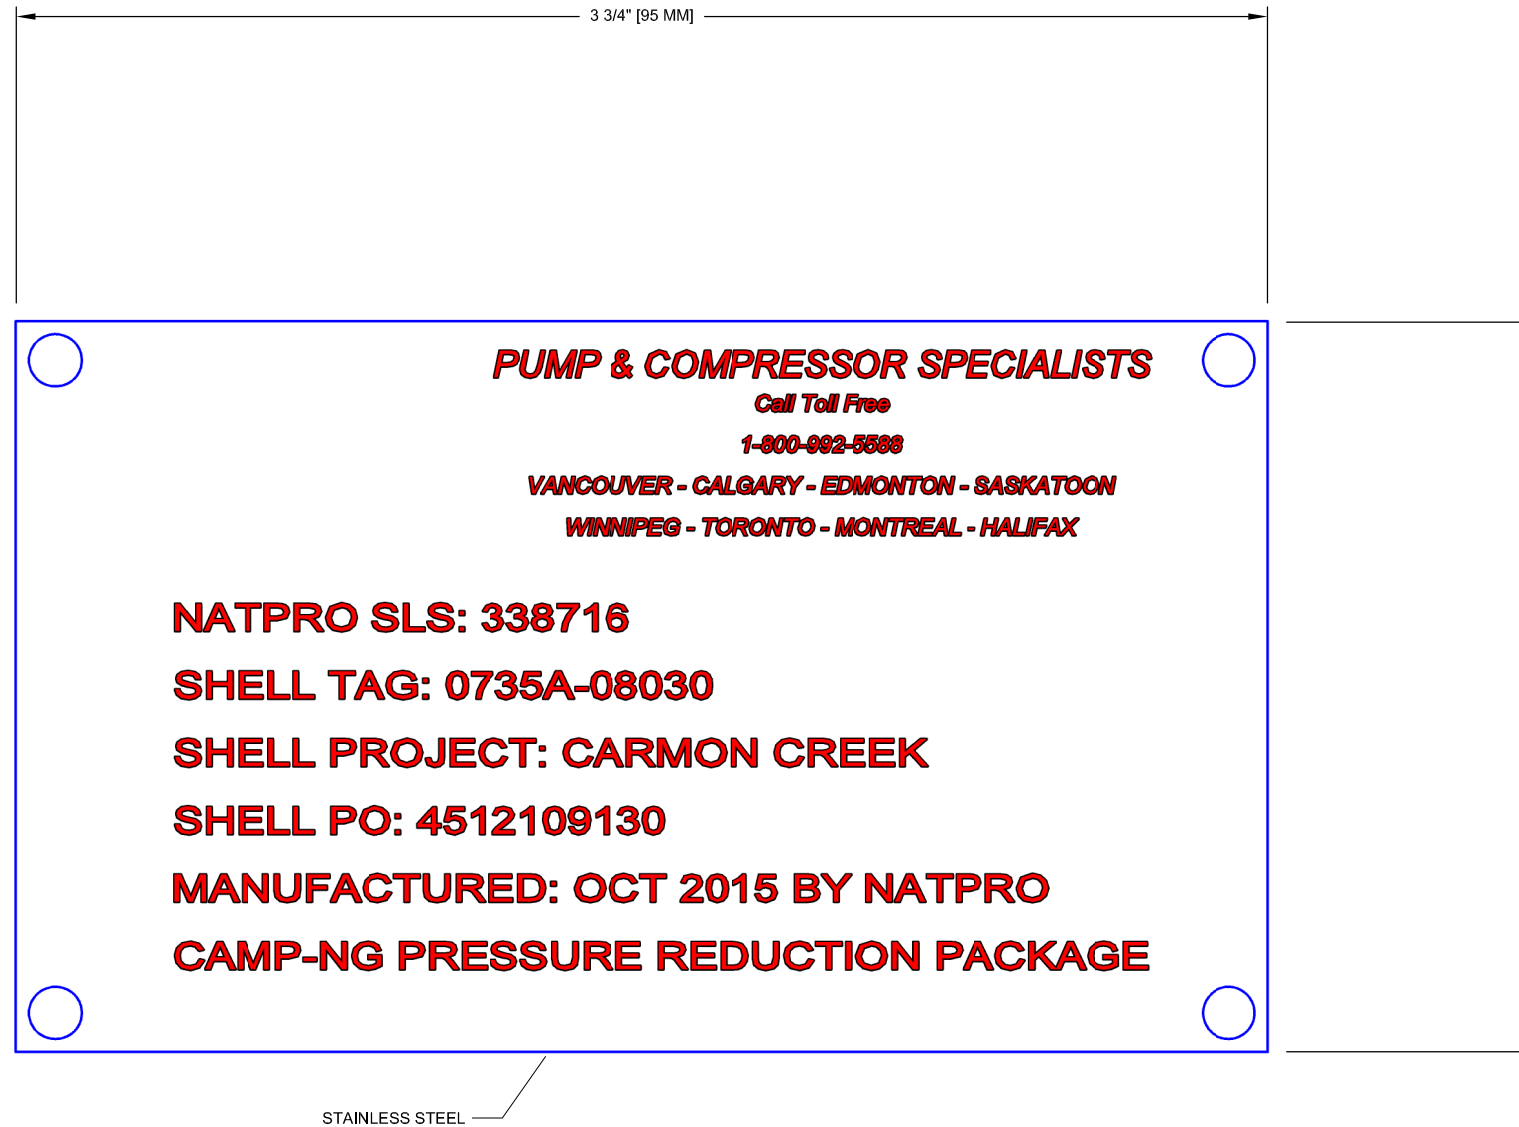 3 3/4" [95 MM]
PUMP & COMPRESSOR SPECIALISTS
Call Toll Free
1-800-992-5588
VANCOUVER - CALGARY - EDMONTON - SASKATOON
WINNIPEG - TORONTO - MONTREAL - HALIFAX
NATPRO SLS: 338716
SHELL TAG: 0735A-08030
SHELL PROJECT: CARMON CREEK
SHELL PO: 4512109130
MANUFACTURED: OCT 2015 BY NATPRO
CAMP-NG PRESSURE REDUCTION PACKAGE
STAINLESS STEEL